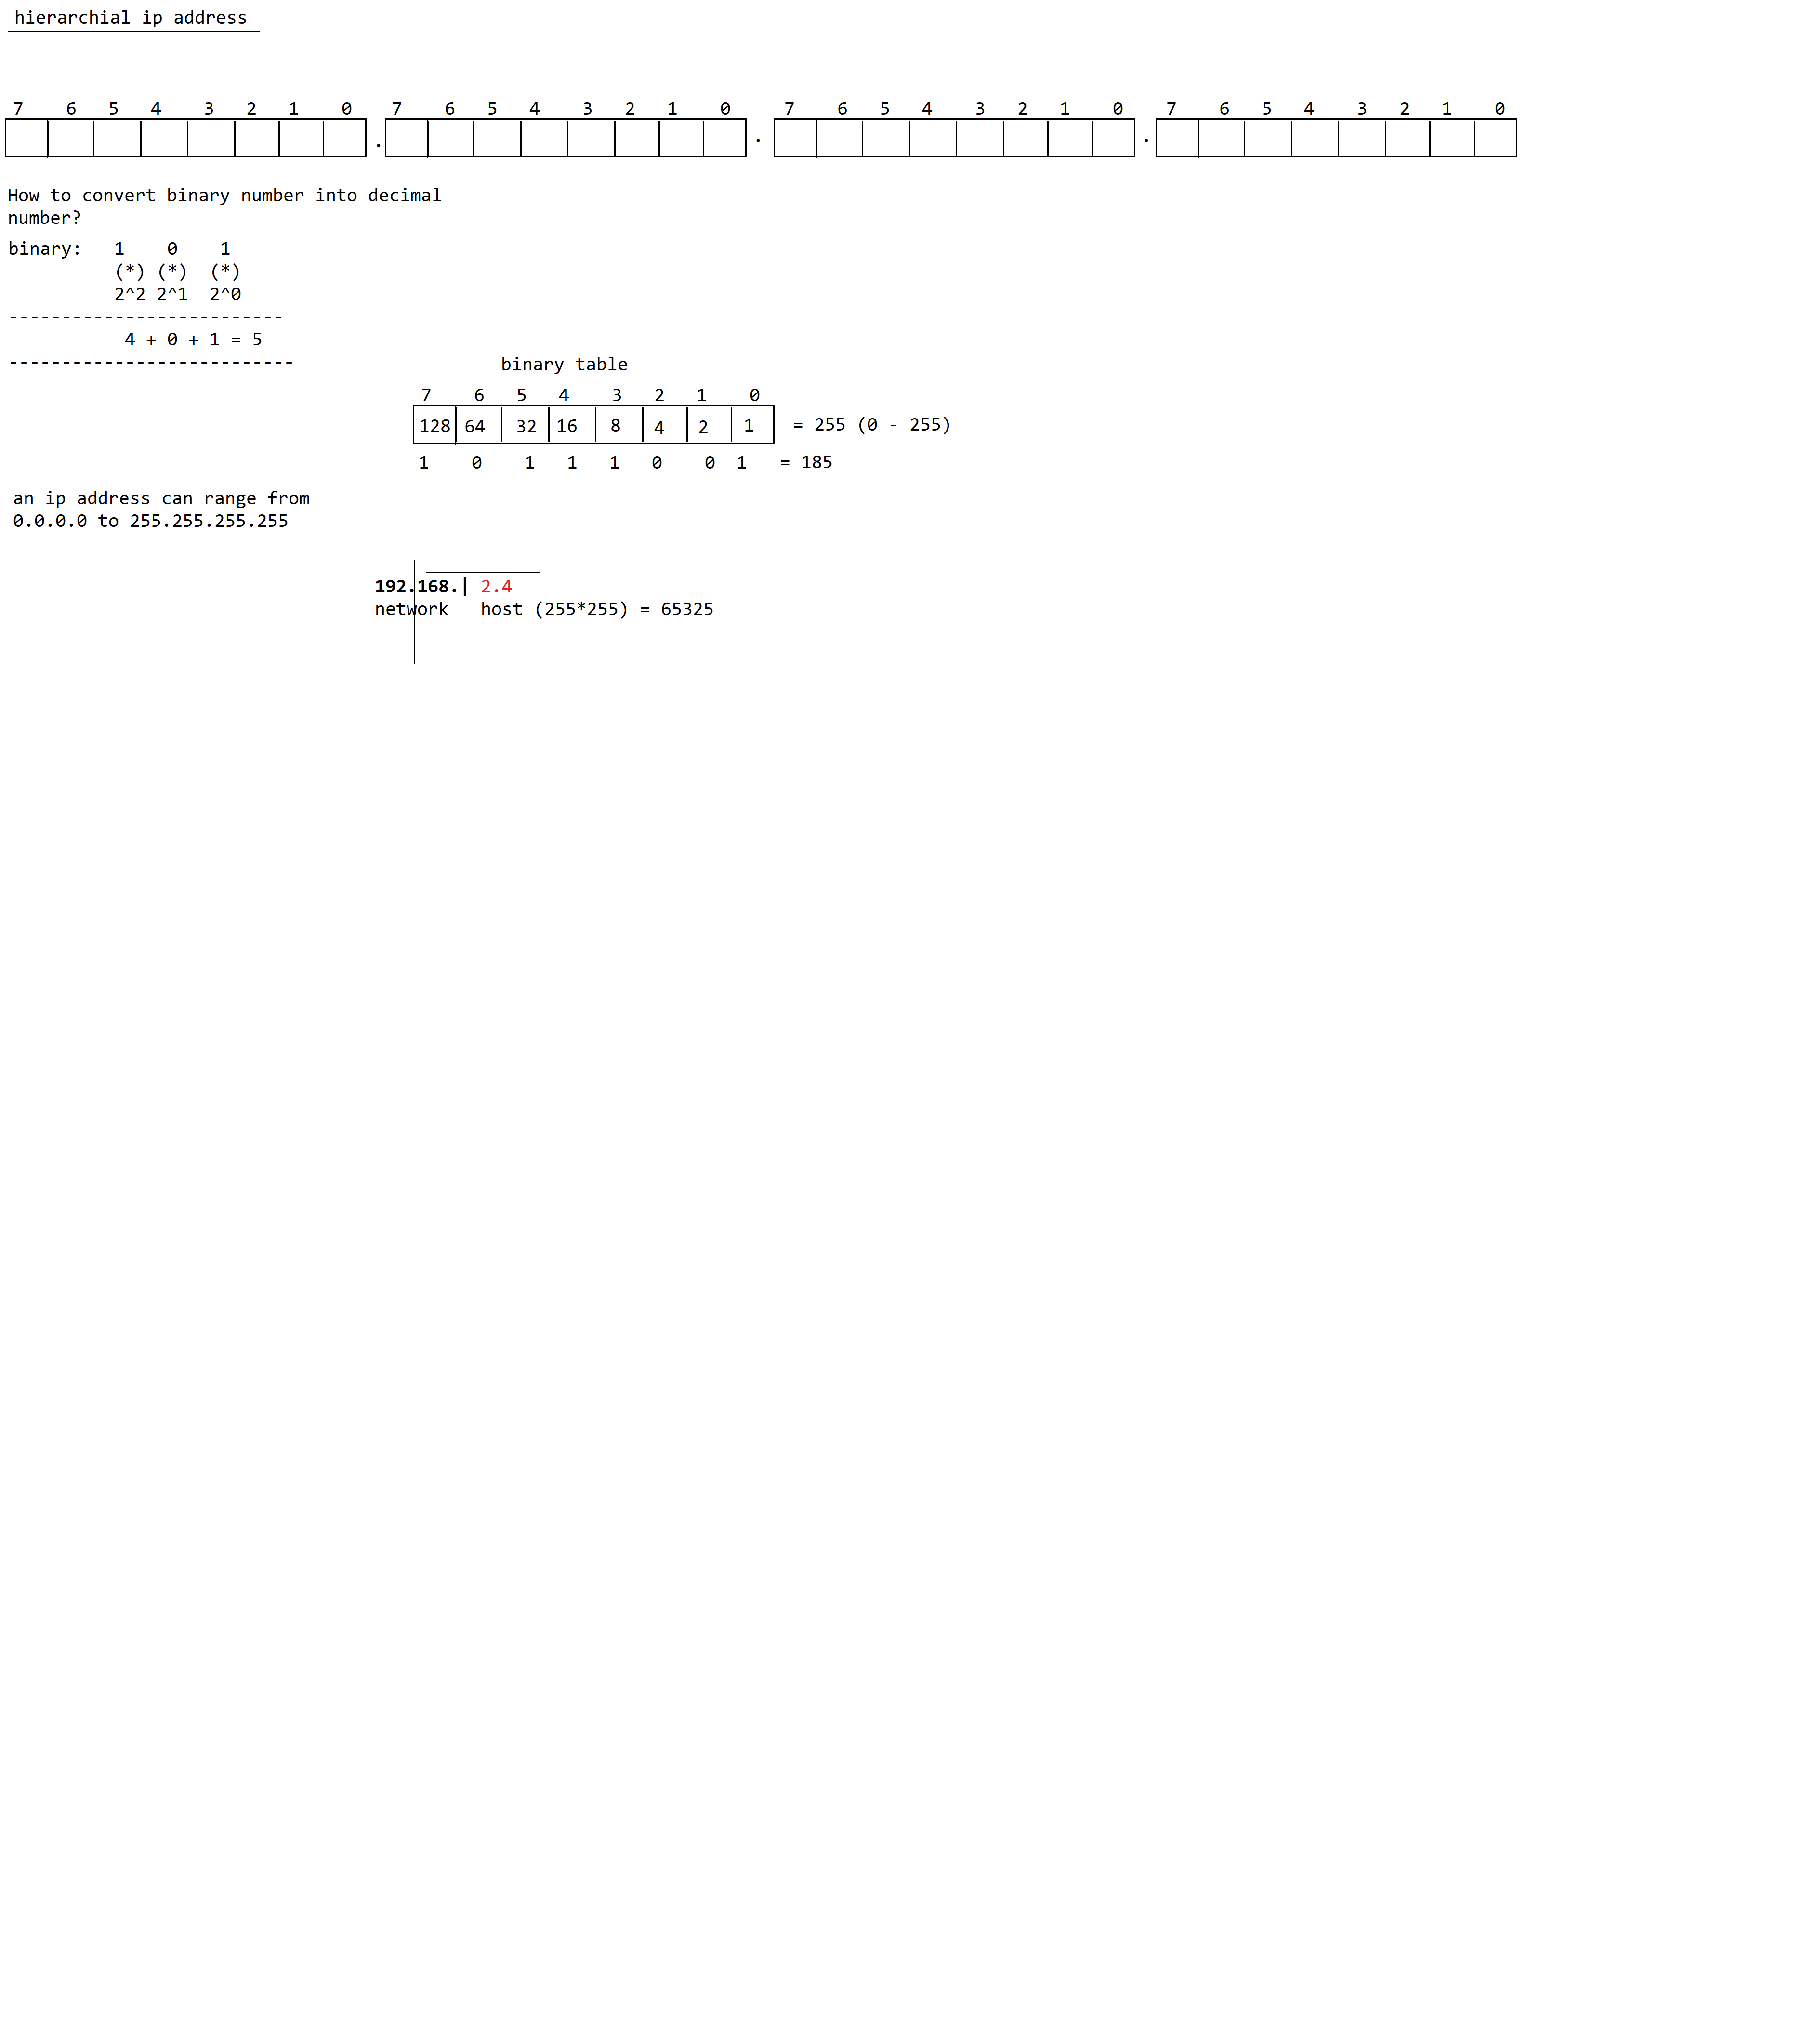 hierarchial ip address
7 6 5 4 3 2 1 0 7 6 5 4 3 2 1 0 7 6 5 4 3 2 1 0 7 6 5 4 3 2 1 0
. . .
How to convert binary number into decimal
number?
binary: 1 0 1
(*) (*) (*)
2^2 2^1 2^0
--------------------------
4 + 0 + 1 = 5
---------------------------
binary table
7 6 5 4 3 2 1 0
128 64 32 16 8 4 2 1 = 255 (0 - 255)
1 0 1 1 1 0 0 1 = 185
an ip address can range from
0.0.0.0 to 255.255.255.255
192.168.| 2.4
network host (255*255) = 65325